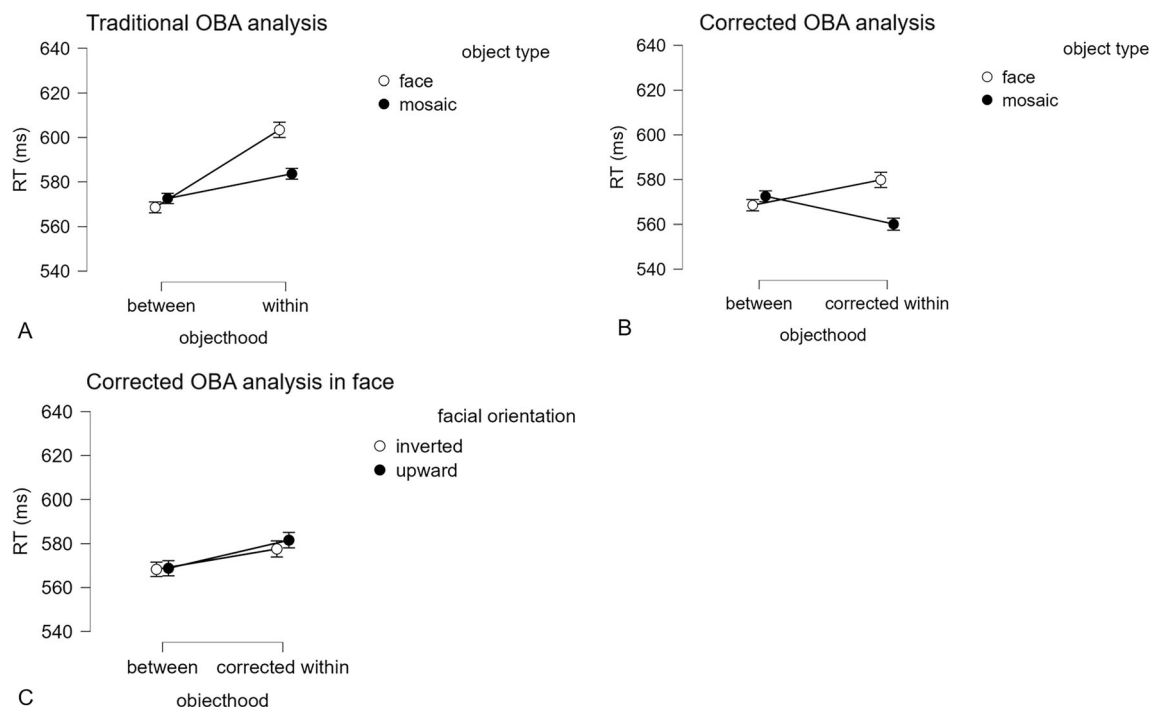 Traditional OBA analysis
object type
face
mosaic
RT (ms)
640
620
600
580
560
540
between within
objecthood
A
Corrected OBA analysis
object type
face
mosaic
RT (ms)
640
620
600
580
560
540
between corrected within
objecthood
B
Corrected OBA analysis in face
facial orientation
inverted
upward
RT (ms)
640
620
600
580
560
540
between corrected within
objecthood
C